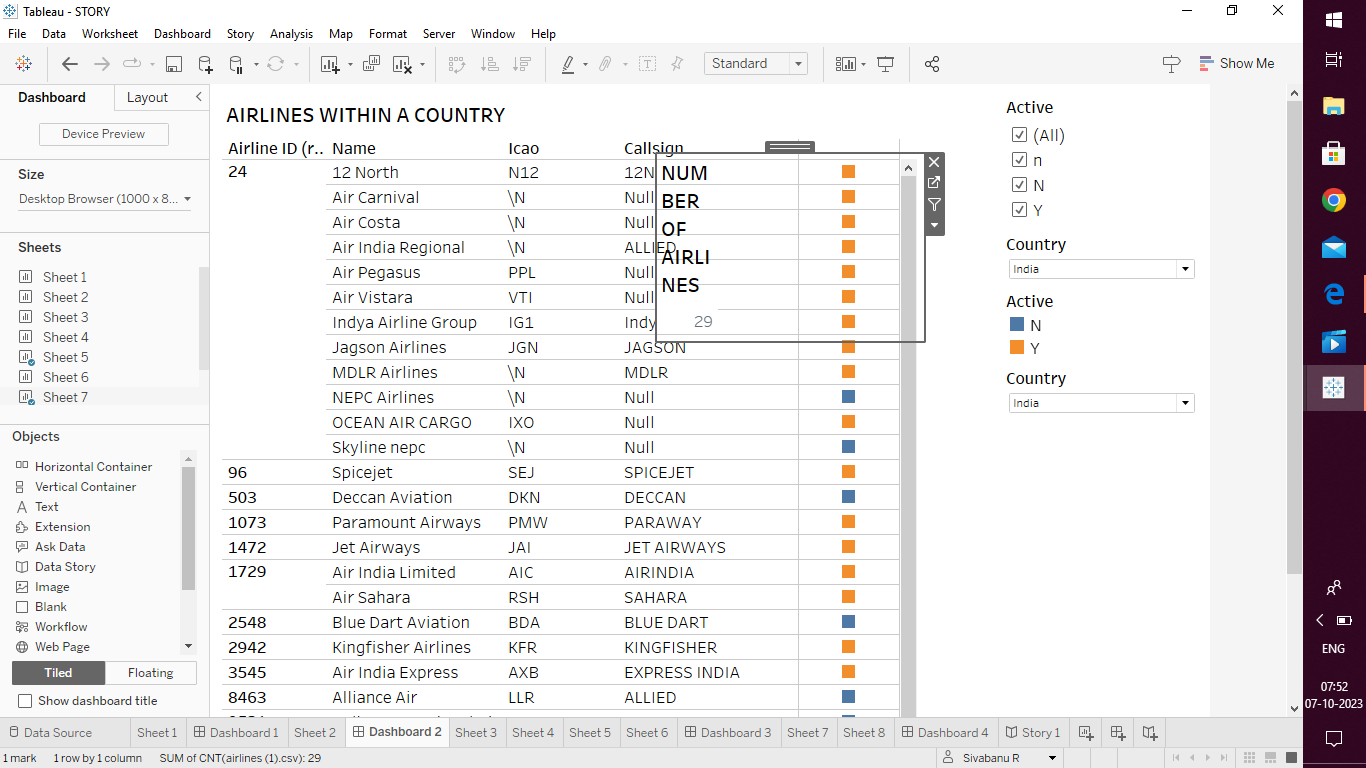 Tableau - STORY
File Data Worksheet Dashboard Story Analysis Map Format Server Window Help
Standard
Show Me
Dashboard Layout
Device Preview
Size
Desktop Browser (1000 x 8...
Sheets
Sheet 1
Sheet 2
Sheet 3
Sheet 4
Sheet 5
Sheet 6
Sheet 7
Objects
Horizontal Container
Vertical Container
Text
Extension
Ask Data
Data Story
Image
Blank
Workflow
Web Page
Tiled Floating
Show dashboard title
AIRLINES WITHIN A COUNTRY
Airline ID (r.. Name Icao Callsign
24 12 North N12 12N
Air Carnival \N Null
Air Costa \N Null
Air India Regional \N ALLIED
Air Pegasus PPL Null
Air Vistara VTI Null
Indya Airline Group IG1 Indy
Jagson Airlines JGN JAGSON
MDLR Airlines \N MDLR
NEPC Airlines \N Null
OCEAN AIR CARGO IXO Null
Skyline nepc \N Null
96 Spicejet SEJ SPICEJET
503 Deccan Aviation DKN DECCAN
1073 Paramount Airways PMW PARAWAY
1472 Jet Airways JAI JET AIRWAYS
1729 Air India Limited AIC AIRINDIA
Air Sahara RSH SAHARA
2548 Blue Dart Aviation BDA BLUE DART
2942 Kingfisher Airlines KFR KINGFISHER
3545 Air India Express AXB EXPRESS INDIA
8463 Alliance Air LLR ALLIED
NUM
BER
OF
AIRLI
NES
29
Active
(All)
n
N
Y
Country
India
Active
N
Y
Country
India
Data Source Sheet 1 Dashboard 1 Sheet 2 Dashboard 2 Sheet 3 Sheet 4 Sheet 5 Sheet 6 Dashboard 3 Sheet 7 Sheet 8 Dashboard 4 Story 1
1 mark 1 row by 1 column SUM of CNT(airlines (1).csv): 29 Sivabanu R
ENG
07:52
07-10-2023